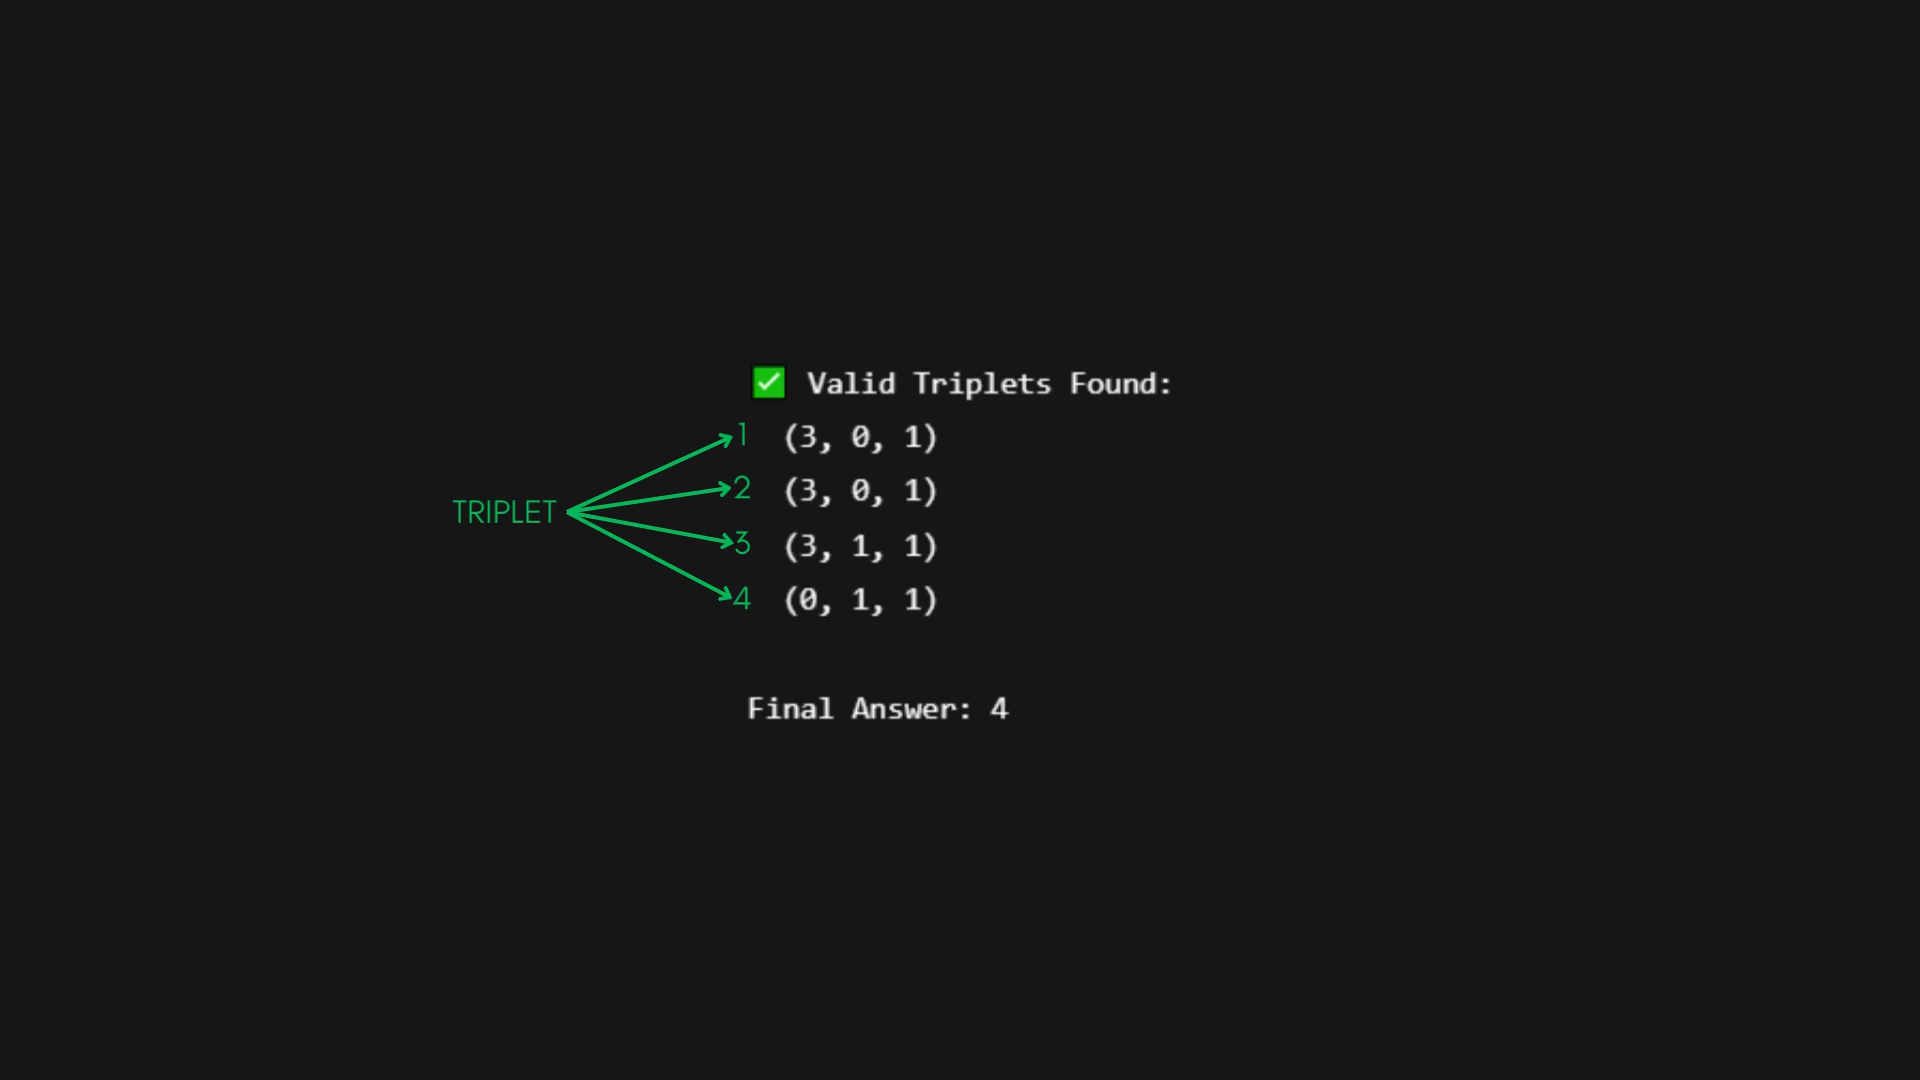 ✅ Valid Triplets Found:
1 (3, 0, 1)
2 (3, 0, 1)
TRIPLET
3 (3, 1, 1)
4 (0, 1, 1)
Final Answer: 4